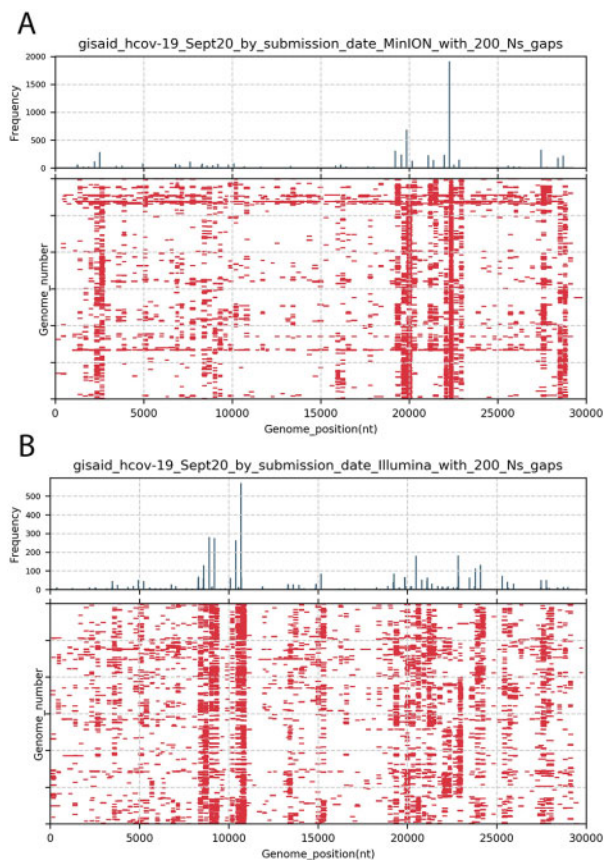 A
gisaid_hcov-19_Sept20_by_submission_date_MinION_with_200_Ns_gaps
2000
1500
1000
500
0
Frequency
Genome_number
0 5000 10000 15000 20000 25000 30000
Genome_position(nt)
B
gisaid_hcov-19_Sept20_by_submission_date_Illumina_with_200_Ns_gaps
500
400
300
200
100
0
Frequency
Genome_number
0 5000 10000 15000 20000 25000 30000
Genome_position(nt)